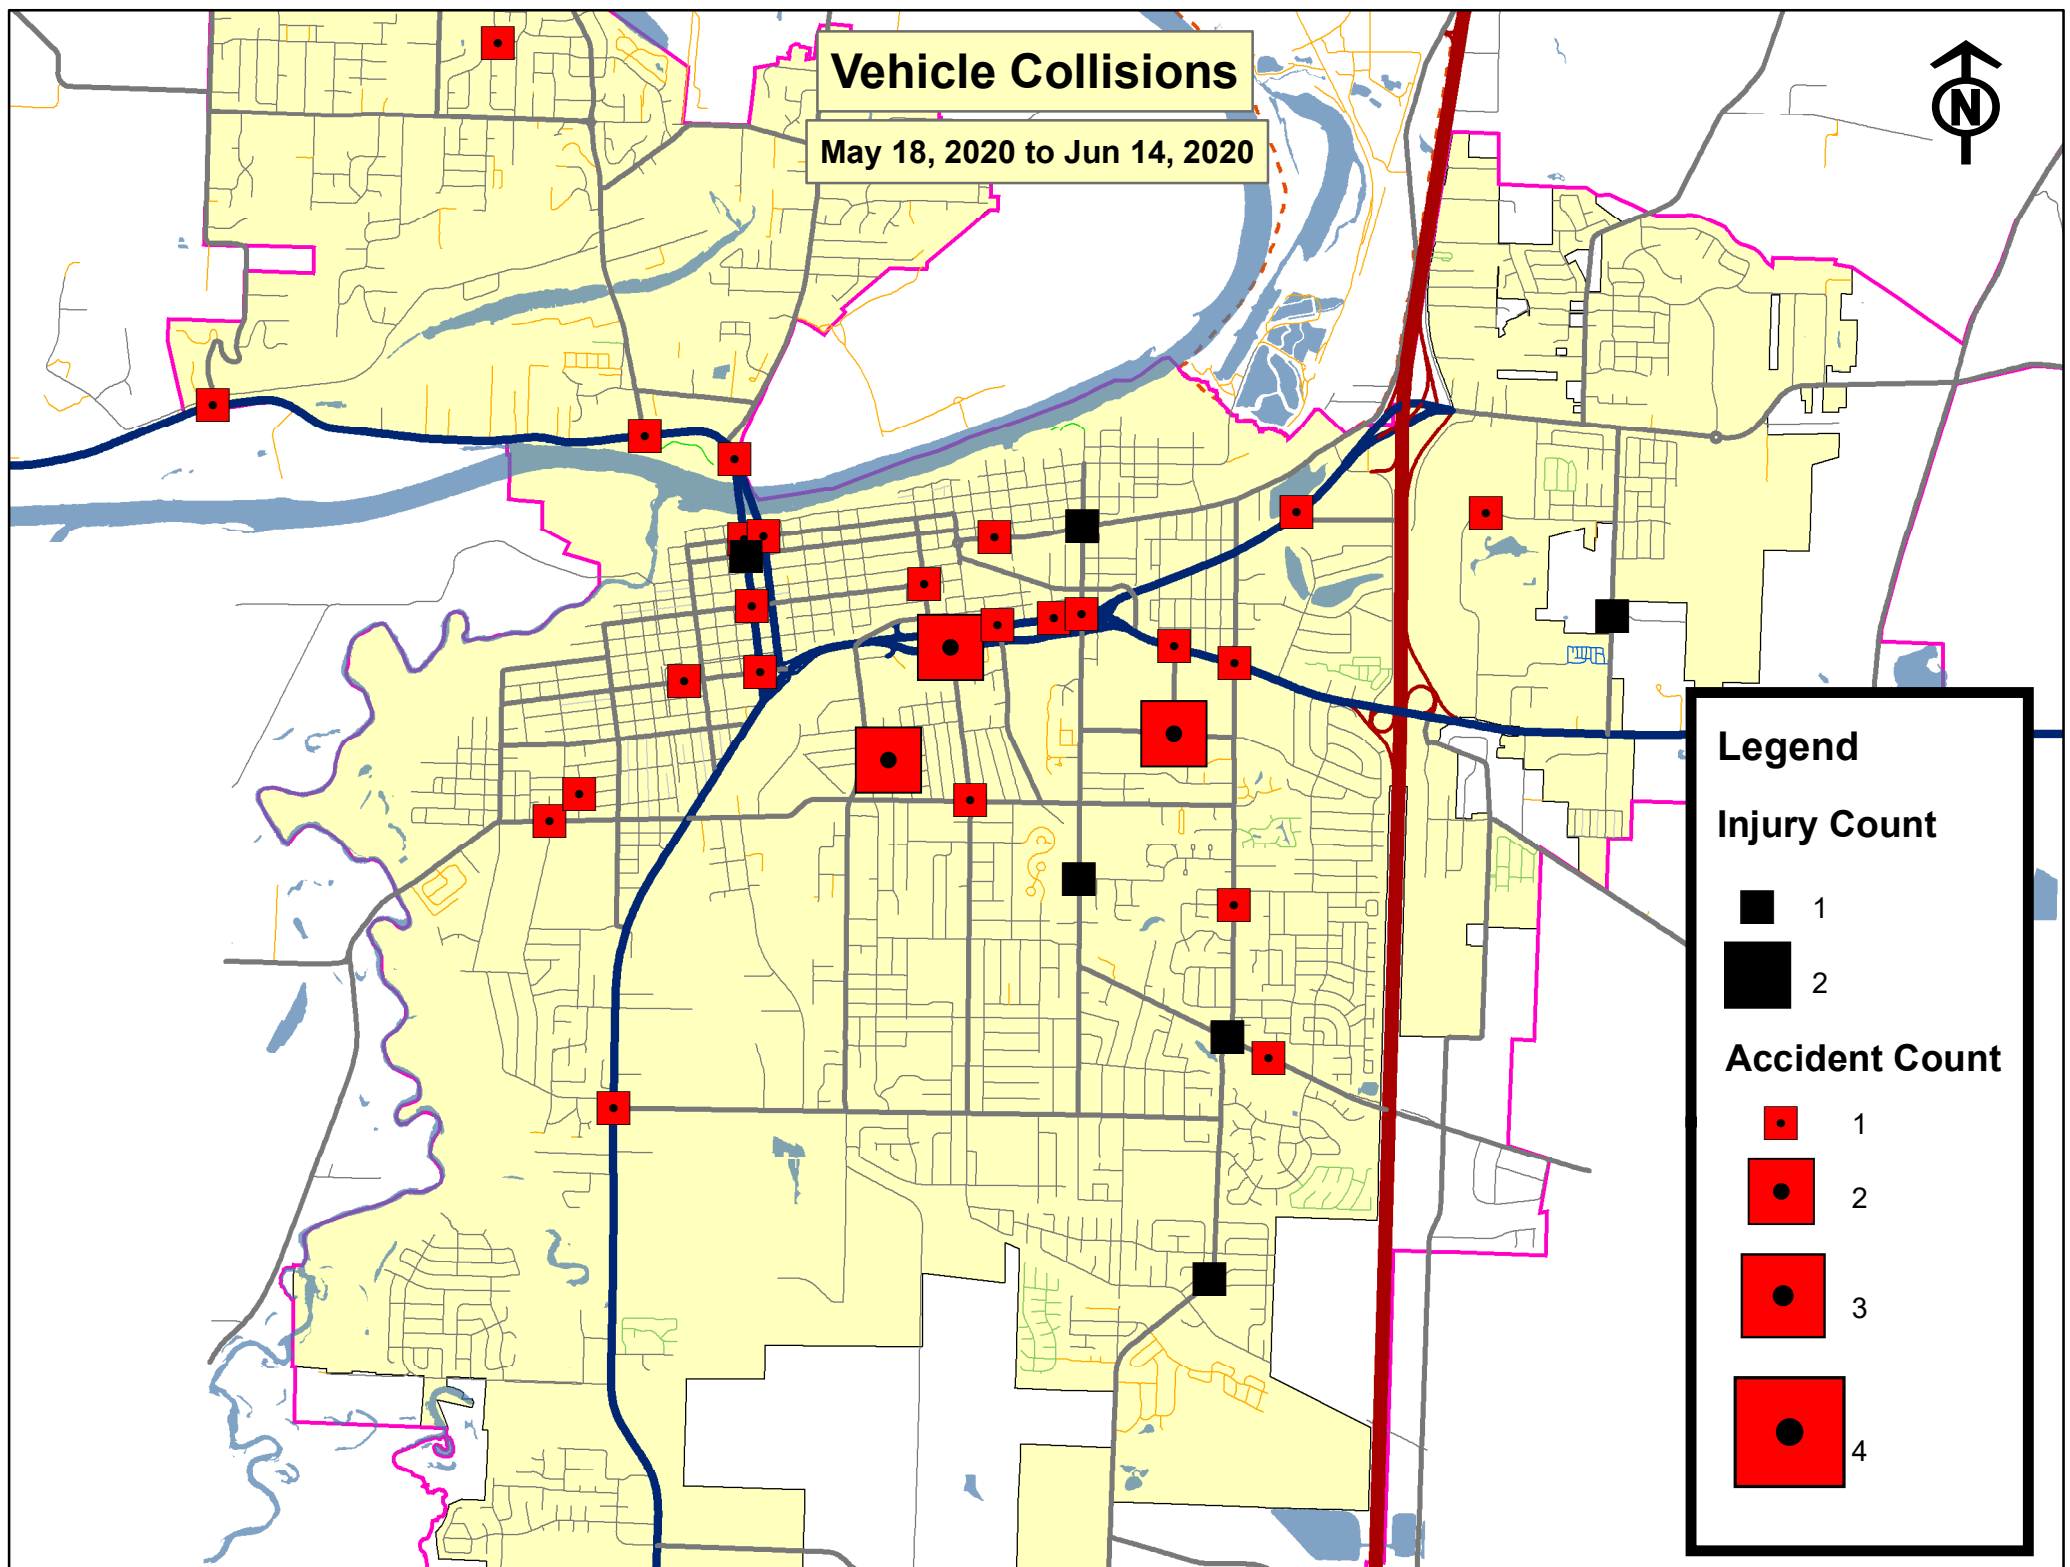 Vehicle Collisions
May 18, 2020 to Jun 14, 2020
N
Legend
Injury Count
1
2
Accident Count
1
2
3
4